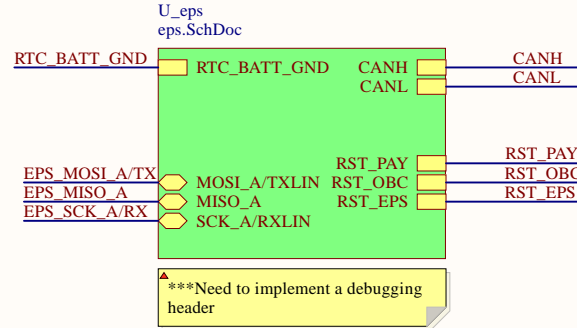 U_eps
eps.SchDoc
RTC_BATT_GND RTC_BATT_GND CANH CANH
CANL CANL
RST_PAY RST_PAY
EPS_MOSI_A/TX MOSI_A/TXLIN RST_OBC RST_OBC
EPS_MISO_A MISO_A RST_EPS RST_EPS
EPS_SCK_A/RX SCK_A/RXLIN
***Need to implement a debugging
header